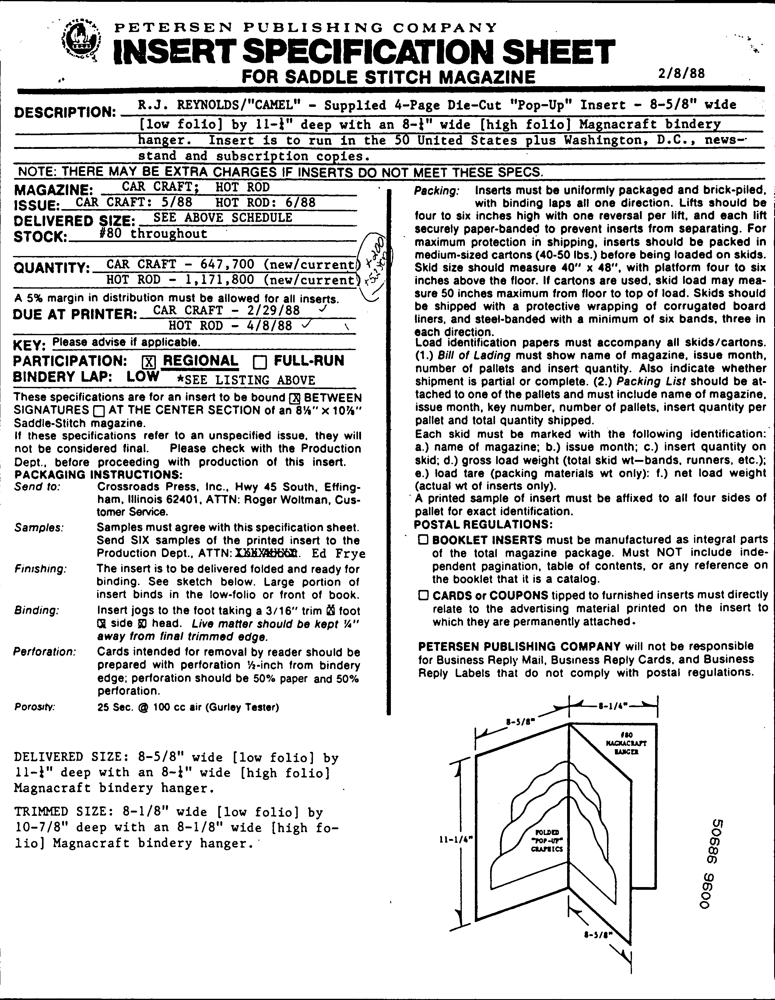 PETERSEN PUBLISHING COMPANY
INSERT SPECIFICATION SHEET
FOR SADDLE STITCH MAGAZINE
2/8/88
DESCRIPTION: R.J. REYNOLDS/"CAMEL" - Supplied 4-Page Die-Cut "Pop-Up" Insert - 8-5/8" wide
[low folio] by 11-¼" deep with an 8-¼" wide [high folio] Magnacraft bindery
hanger. Insert is to run in the 50 United States plus Washington, D.C., news-
stand and subscription copies.
NOTE: THERE MAY BE EXTRA CHARGES IF INSERTS DO NOT MEET THESE SPECS.
MAGAZINE: CAR CRAFT; HOT ROD
ISSUE: CAR CRAFT: 5/88 HOT ROD: 6/88
DELIVERED SIZE: SEE ABOVE SCHEDULE
STOCK: #80 throughout
QUANTITY: CAR CRAFT - 647,700 (new/current)
HOT ROD - 1,171,800 (new/current)
A 5% margin in distribution must be allowed for all inserts.
DUE AT PRINTER: CAR CRAFT - 2/29/88 ✓
HOT ROD - 4/8/88 ✓
KEY: Please advise if applicable.
PARTICIPATION: ☒ REGIONAL ☐ FULL-RUN
BINDERY LAP: LOW *SEE LISTING ABOVE
These specifications are for an insert to be bound ☒ BETWEEN
SIGNATURES ☐ AT THE CENTER SECTION of an 8⅛" × 10⅞"
Saddle-Stitch magazine.
If these specifications refer to an unspecified issue, they will
not be considered final. Please check with the Production
Dept., before proceeding with production of this insert.
PACKAGING INSTRUCTIONS:
Send to: Crossroads Press, Inc., Hwy 45 South, Effing-
ham, Illinois 62401, ATTN: Roger Woltman, Cus-
tomer Service.
Samples: Samples must agree with this specification sheet.
Send SIX samples of the printed insert to the
Production Dept., ATTN: Ed Frye
Finishing: The insert is to be delivered folded and ready for
binding. See sketch below. Large portion of
insert binds in the low-folio or front of book.
Binding: Insert jogs to the foot taking a 3/16" trim ☒ foot
☒ side ☒ head. Live matter should be kept ¼"
away from final trimmed edge.
Perforation: Cards intended for removal by reader should be
prepared with perforation ½-inch from bindery
edge; perforation should be 50% paper and 50%
perforation.
Porosity: 25 Sec. @ 100 cc air (Gurley Tester)
DELIVERED SIZE: 8-5/8" wide [low folio] by
11-¼" deep with an 8-¼" wide [high folio]
Magnacraft bindery hanger.
TRIMMED SIZE: 8-1/8" wide [low folio] by
10-7/8" deep with an 8-1/8" wide [high fo-
lio] Magnacraft bindery hanger.
Packing: Inserts must be uniformly packaged and brick-piled,
with binding laps all one direction. Lifts should be
four to six inches high with one reversal per lift, and each lift
securely paper-banded to prevent inserts from separating. For
maximum protection in shipping, inserts should be packed in
medium-sized cartons (40-50 lbs.) before being loaded on skids.
Skid size should measure 40" x 48", with platform four to six
inches above the floor. If cartons are used, skid load may mea-
sure 50 inches maximum from floor to top of load. Skids should
be shipped with a protective wrapping of corrugated board
liners, and steel-banded with a minimum of six bands, three in
each direction.
Load identification papers must accompany all skids/cartons.
(1.) Bill of Lading must show name of magazine, issue month,
number of pallets and insert quantity. Also indicate whether
shipment is partial or complete. (2.) Packing List should be at-
tached to one of the pallets and must include name of magazine,
issue month, key number, number of pallets, insert quantity per
pallet and total quantity shipped.
Each skid must be marked with the following identification:
a.) name of magazine; b.) issue month; c.) insert quantity on
skid; d.) gross load weight (total skid wt—bands, runners, etc.);
e.) load tare (packing materials wt only): f.) net load weight
(actual wt of inserts only).
A printed sample of insert must be affixed to all four sides of
pallet for exact identification.
POSTAL REGULATIONS:
☐ BOOKLET INSERTS must be manufactured as integral parts
of the total magazine package. Must NOT include inde-
pendent pagination, table of contents, or any reference on
the booklet that it is a catalog.
☐ CARDS or COUPONS tipped to furnished inserts must directly
relate to the advertising material printed on the insert to
which they are permanently attached.
PETERSEN PUBLISHING COMPANY will not be responsible
for Business Reply Mail, Business Reply Cards, and Business
Reply Labels that do not comply with postal regulations.
8-1/4"
8-5/8"
#80
MAGNACRAFT
HANGER
11-1/4"
FOLDED
"POP-UP"
GRAPHICS
8-5/8"
50686 9600